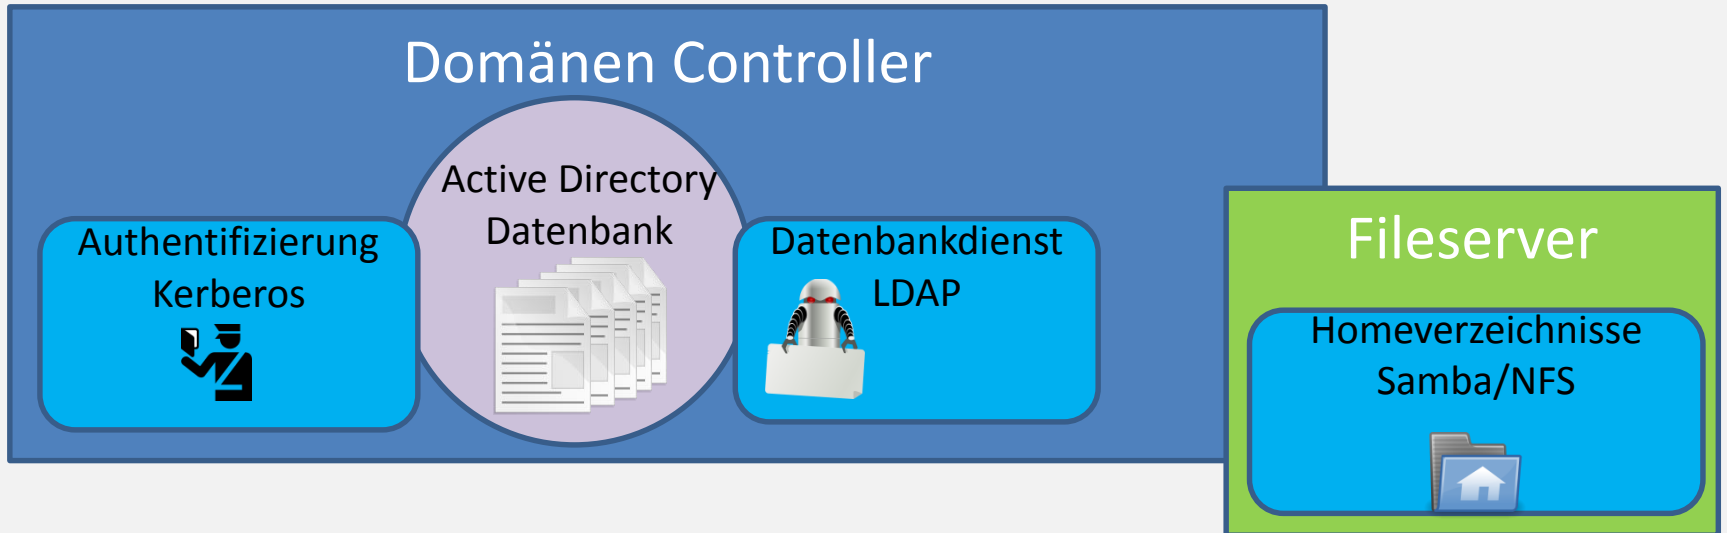 Domänen Controller
Active Directory
Datenbank
Authentifizierung
Kerberos
Datenbankdienst
LDAP
Fileserver
Homeverzeichnisse
Samba/NFS